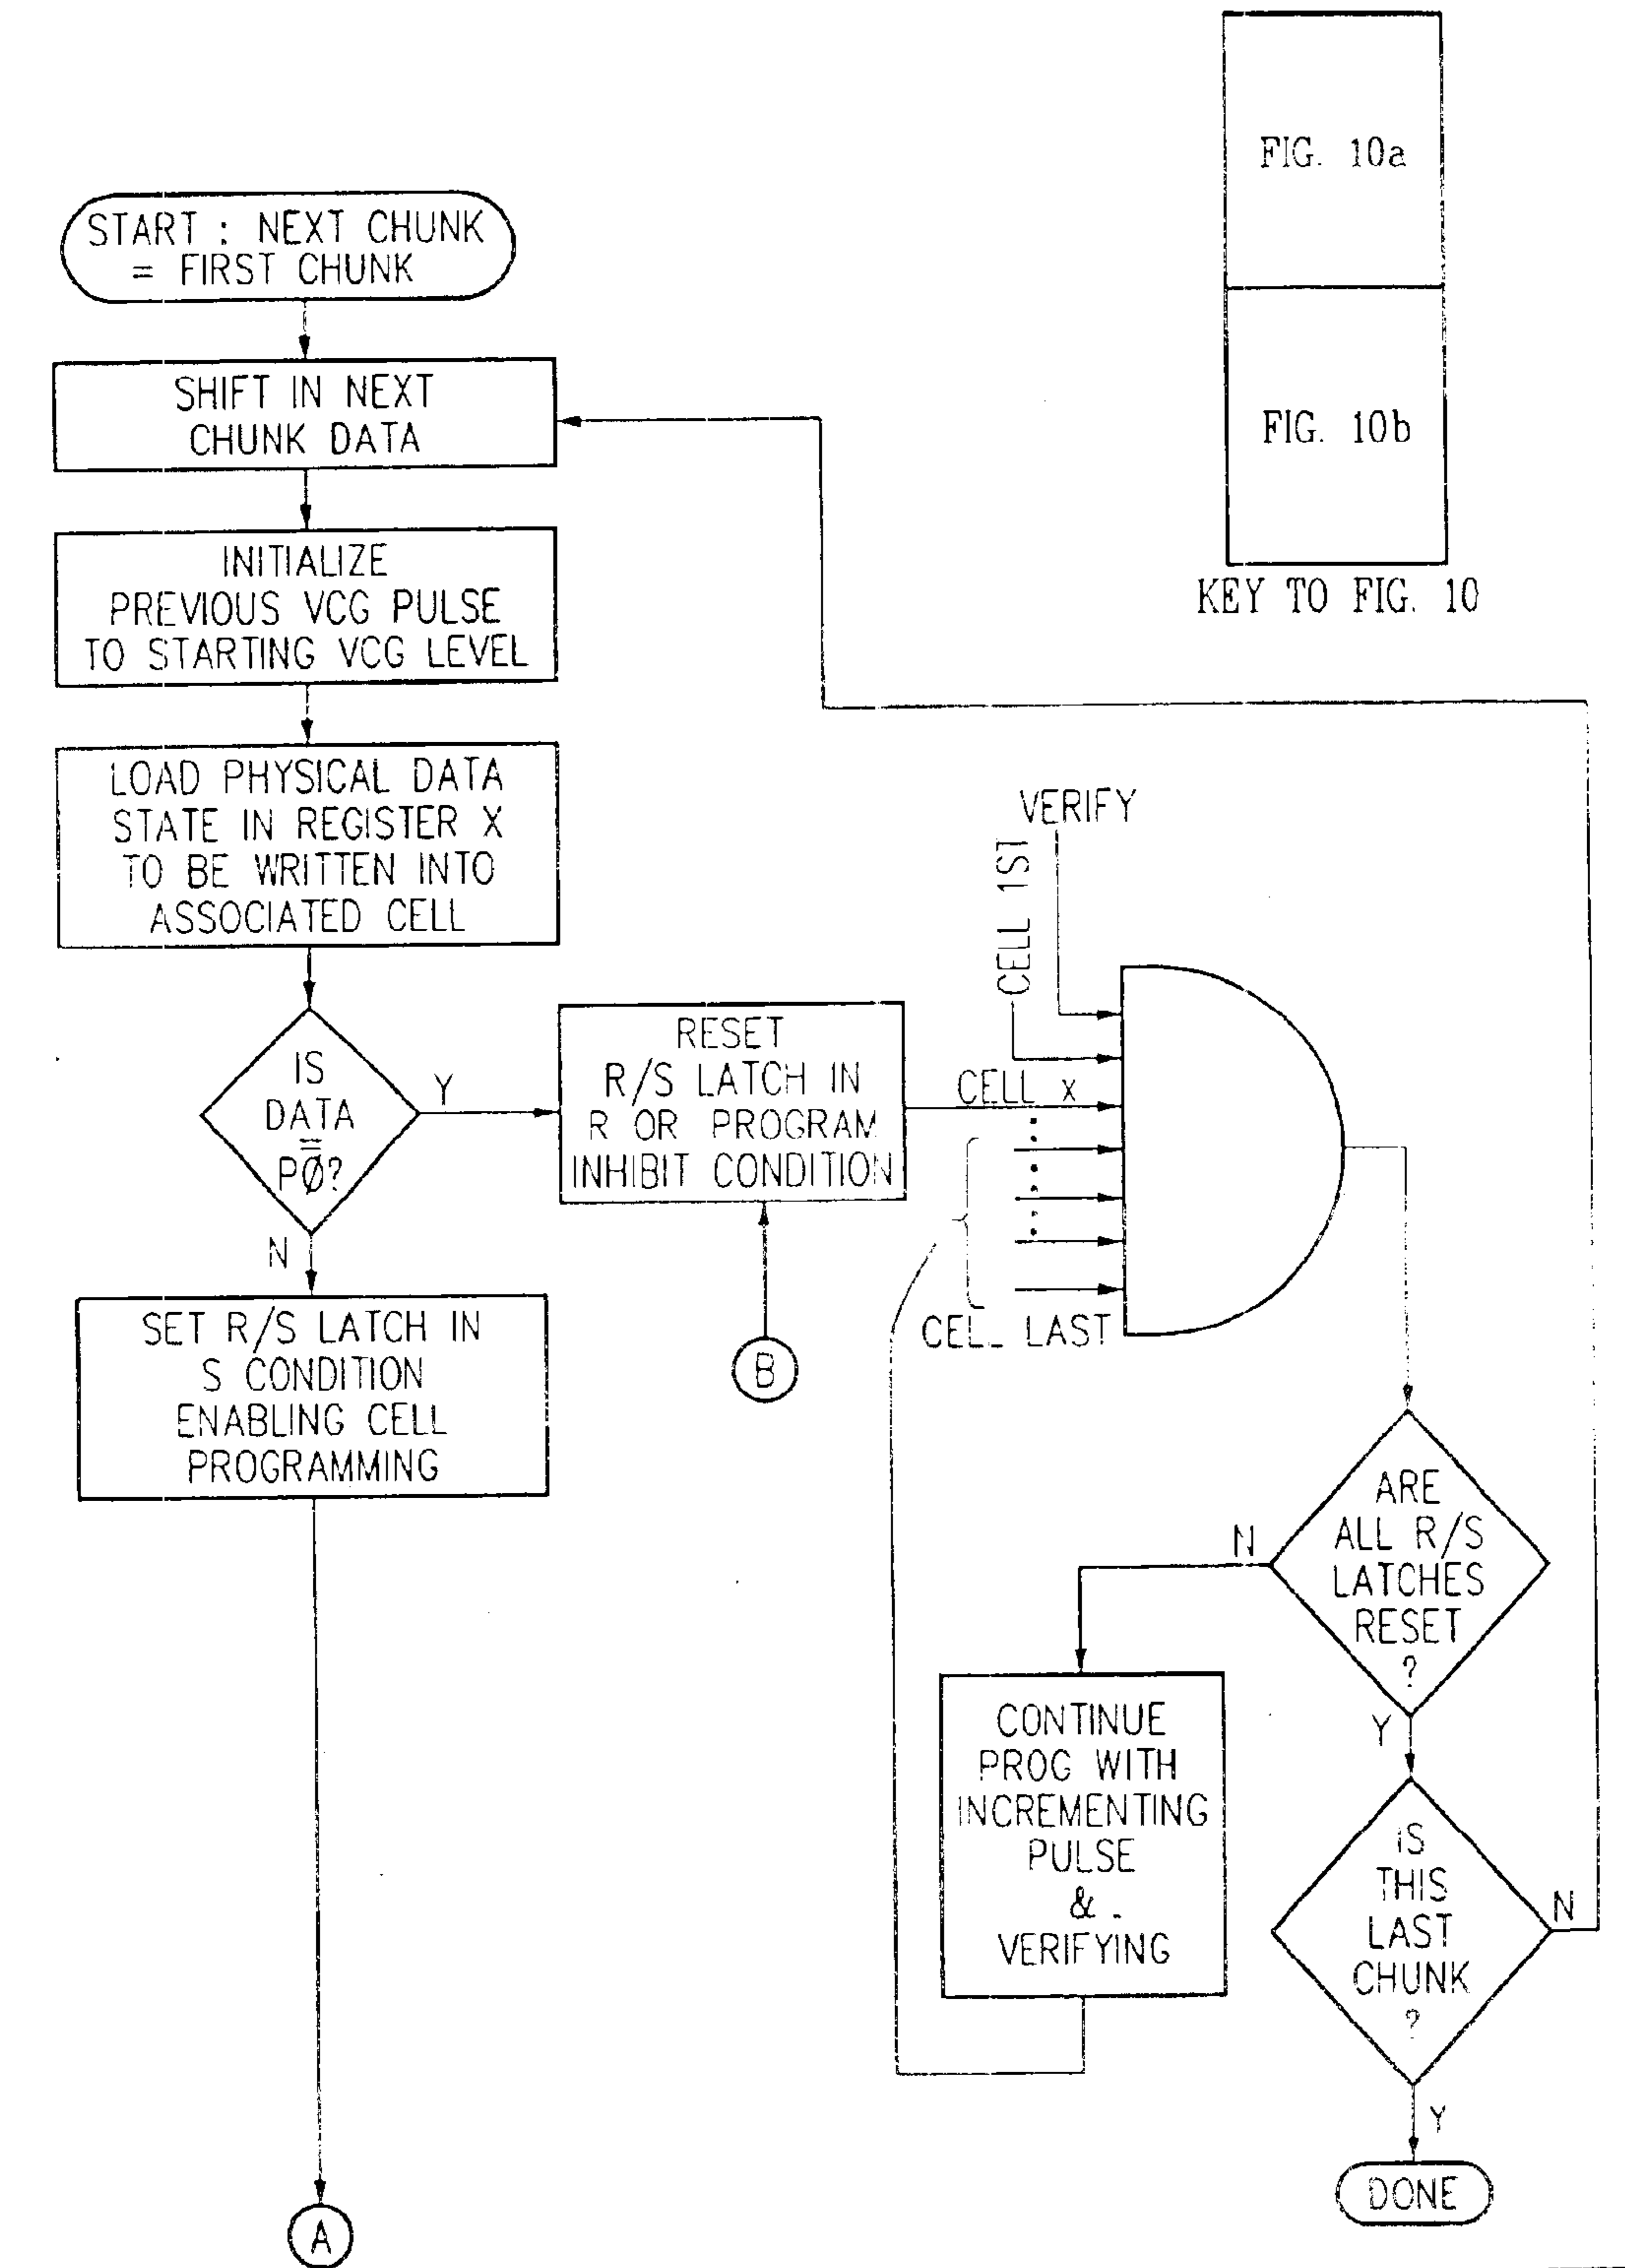 FIG. 10a
FIG. 10b
KEY TO FIG. 10
START : NEXT CHUNK
= FIRST CHUNK
SHIFT IN NEXT
CHUNK DATA
INITIALIZE
PREVIOUS VCG PULSE
TO STARTING VCG LEVEL
LOAD PHYSICAL DATA
STATE IN REGISTER X
TO BE WRITTEN INTO
ASSOCIATED CELL
IS
DATA
=
PØ?
Y
N
RESET
R/S LATCH IN
R OR PROGRAM
INHIBIT CONDITION
B
SET R/S LATCH IN
S CONDITION
ENABLING CELL
PROGRAMMING
A
VERIFY
CELL 1ST
CELL x
CELL LAST
ARE
ALL R/S
LATCHES
RESET
?
N
Y
CONTINUE
PROG WITH
INCREMENTING
PULSE
&
VERIFYING
IS
THIS
LAST
CHUNK
?
N
Y
DONE